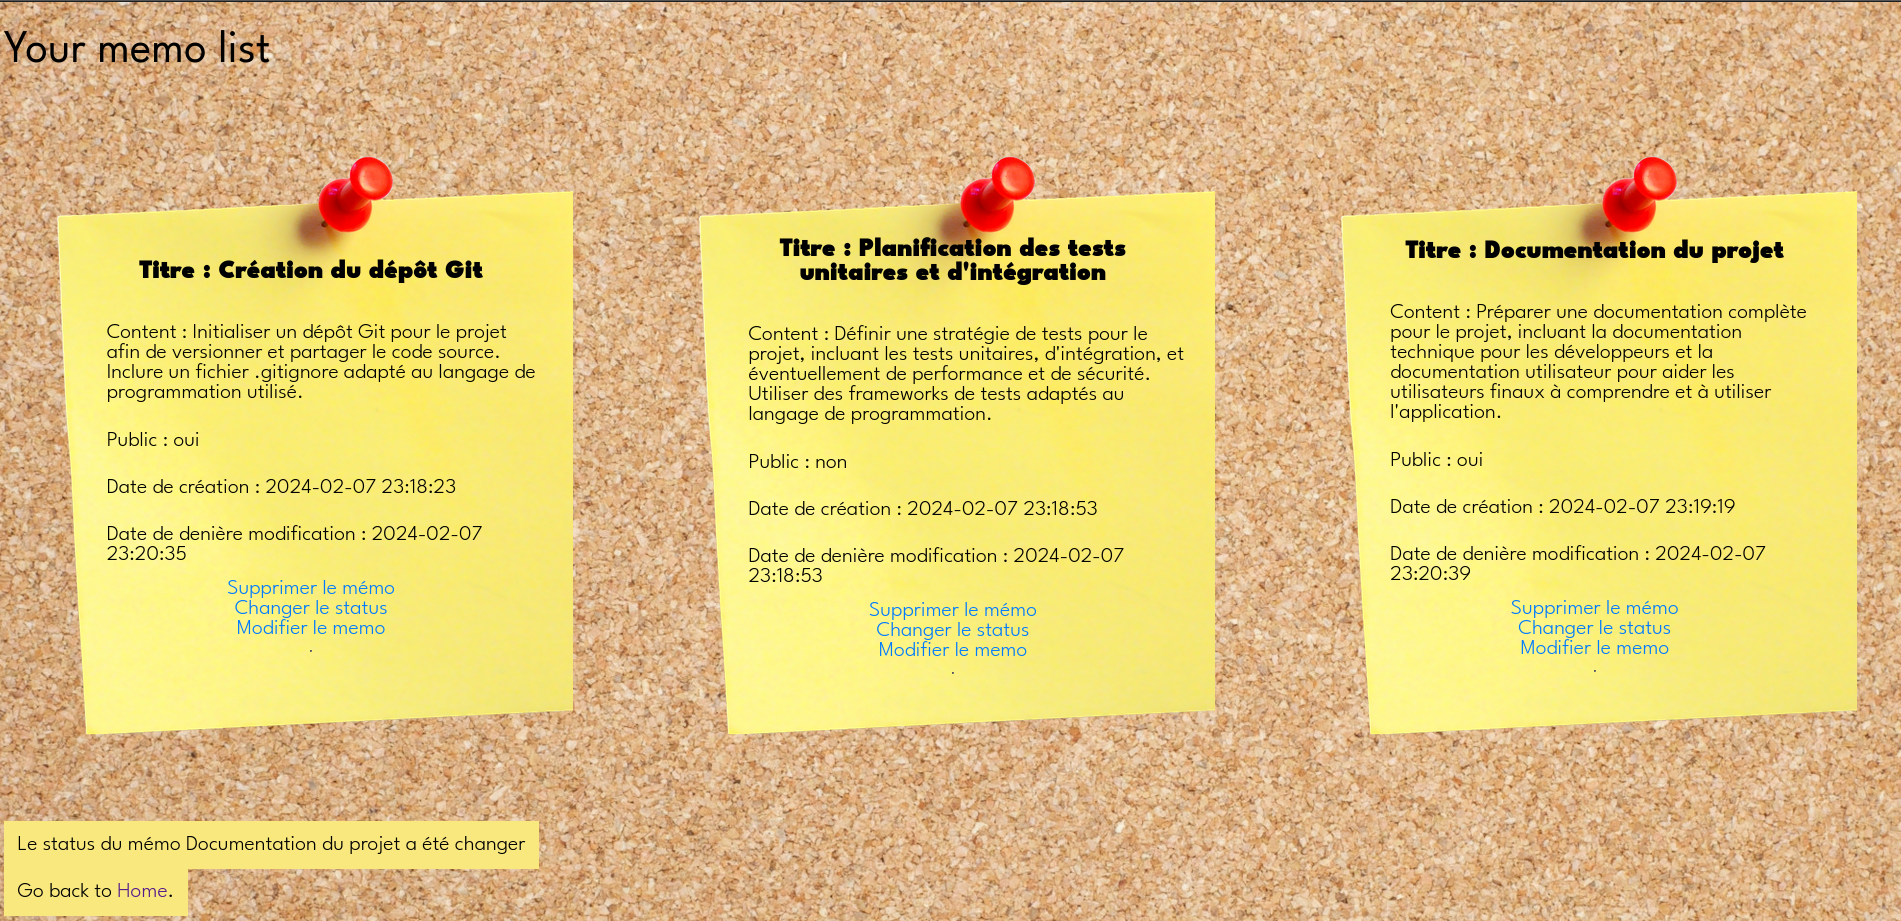 Your memo list
Titre : Création du dépôt Git
Content : Initialiser un dépôt Git pour le projet
afin de versionner et partager le code source.
Inclure un fichier .gitignore adapté au langage de
programmation utilisé.
Public : oui
Date de création : 2024-02-07 23:18:23
Date de denière modification : 2024-02-07
23:20:35
Supprimer le mémo
Changer le status
Modifier le memo
.
Titre : Planification des tests
unitaires et d'intégration
Content : Définir une stratégie de tests pour le
projet, incluant les tests unitaires, d'intégration, et
éventuellement de performance et de sécurité.
Utiliser des frameworks de tests adaptés au
langage de programmation.
Public : non
Date de création : 2024-02-07 23:18:53
Date de denière modification : 2024-02-07
23:18:53
Supprimer le mémo
Changer le status
Modifier le memo
.
Titre : Documentation du projet
Content : Préparer une documentation complète
pour le projet, incluant la documentation
technique pour les développeurs et la
documentation utilisateur pour aider les
utilisateurs finaux à comprendre et à utiliser
l'application.
Public : oui
Date de création : 2024-02-07 23:19:19
Date de denière modification : 2024-02-07
23:20:39
Supprimer le mémo
Changer le status
Modifier le memo
.
Le status du mémo Documentation du projet a été changer
Go back to Home.